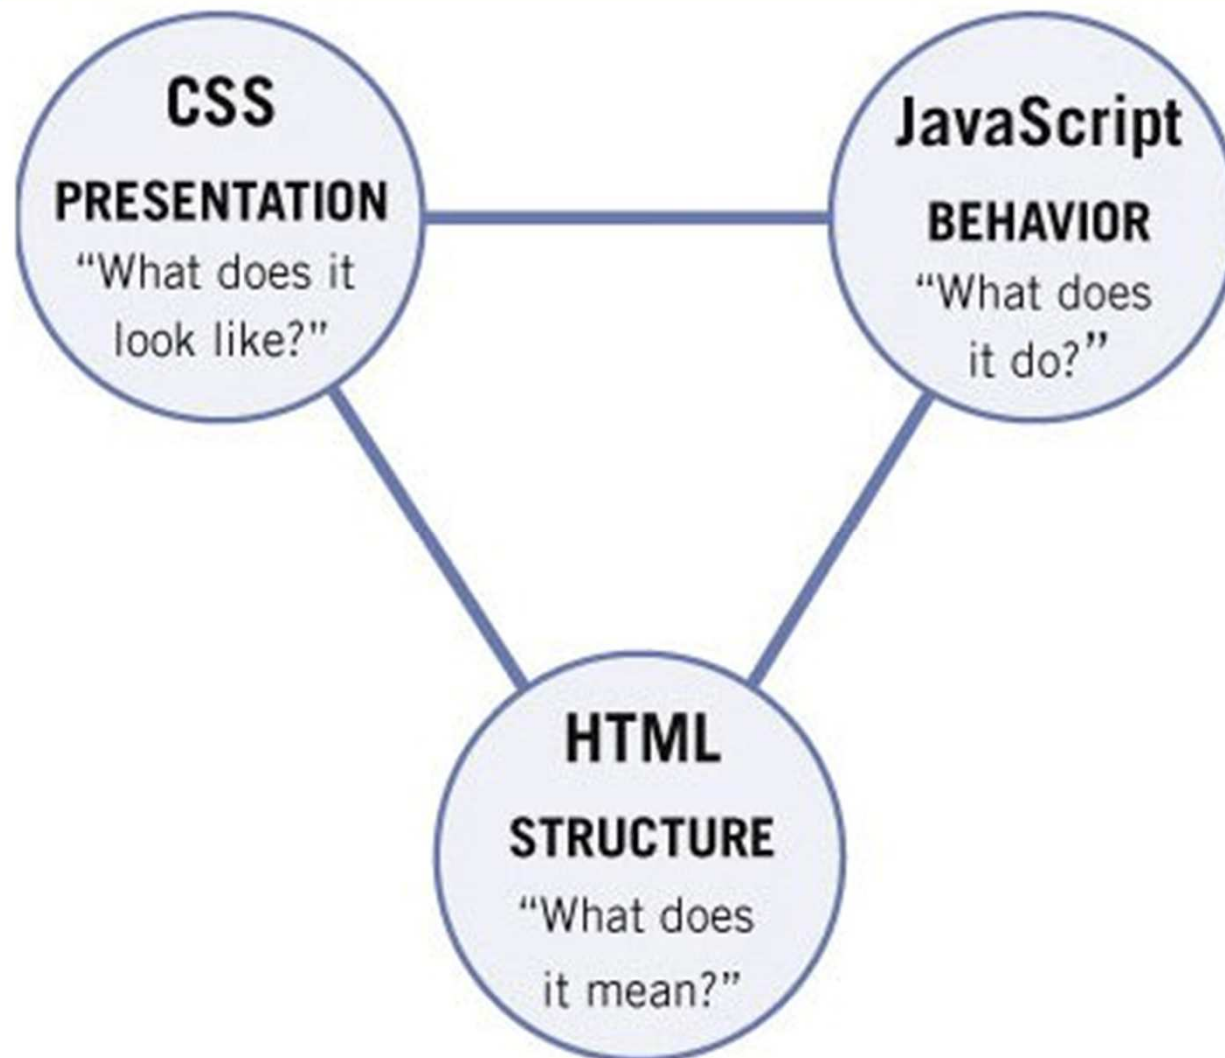 CSS
PRESENTATION
“What does it
look like?”
JavaScript
BEHAVIOR
“What does
it do?”
HTML
STRUCTURE
“What does
it mean?”